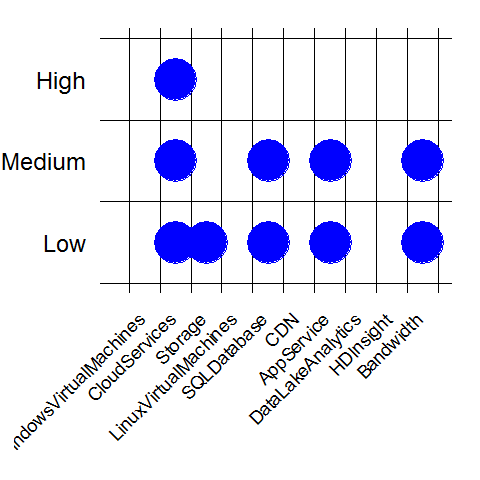 High
Medium
Low
ndowsVirtualMachines
CloudServices
Storage
LinuxVirtualMachines
SQLDatabase
CDN
AppService
DataLakeAnalytics
HDInsight
Bandwidth